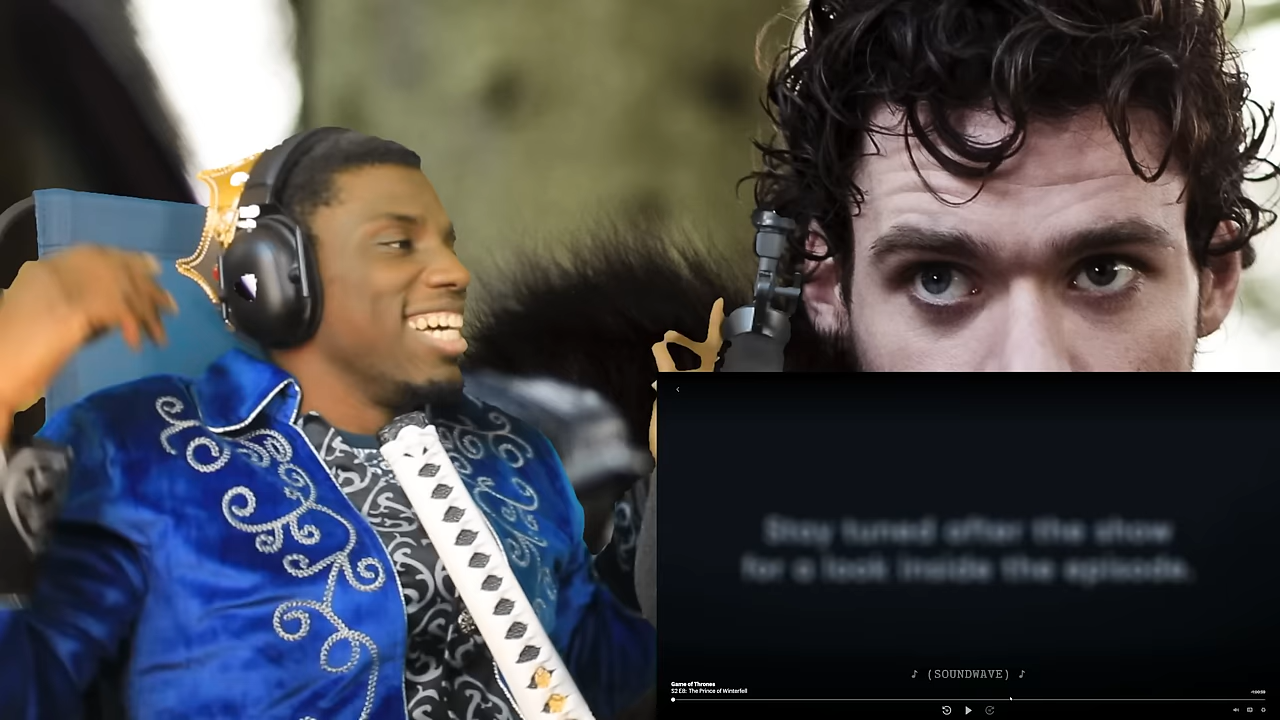 Stay tuned after the show
for a look inside the episode.
♪ (SOUNDWAVE) ♪
Game of Thrones
S2 E8: The Prince of Winterfell